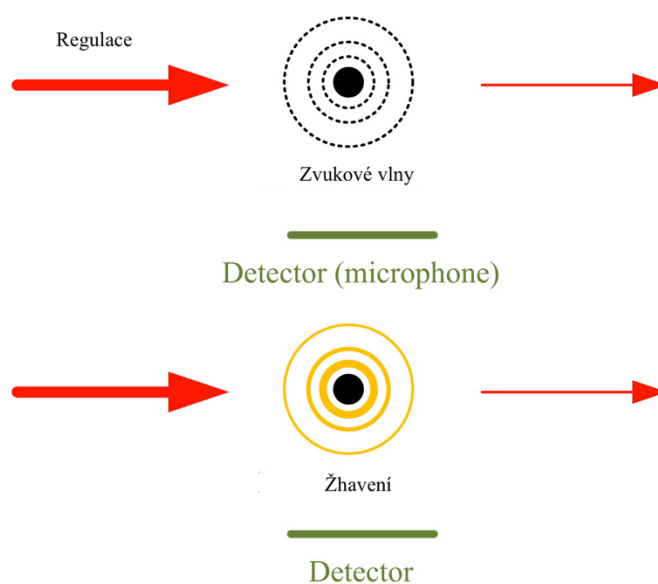 Regulace
Zvukové vlny
Detector (microphone)
Žhavení
Detector